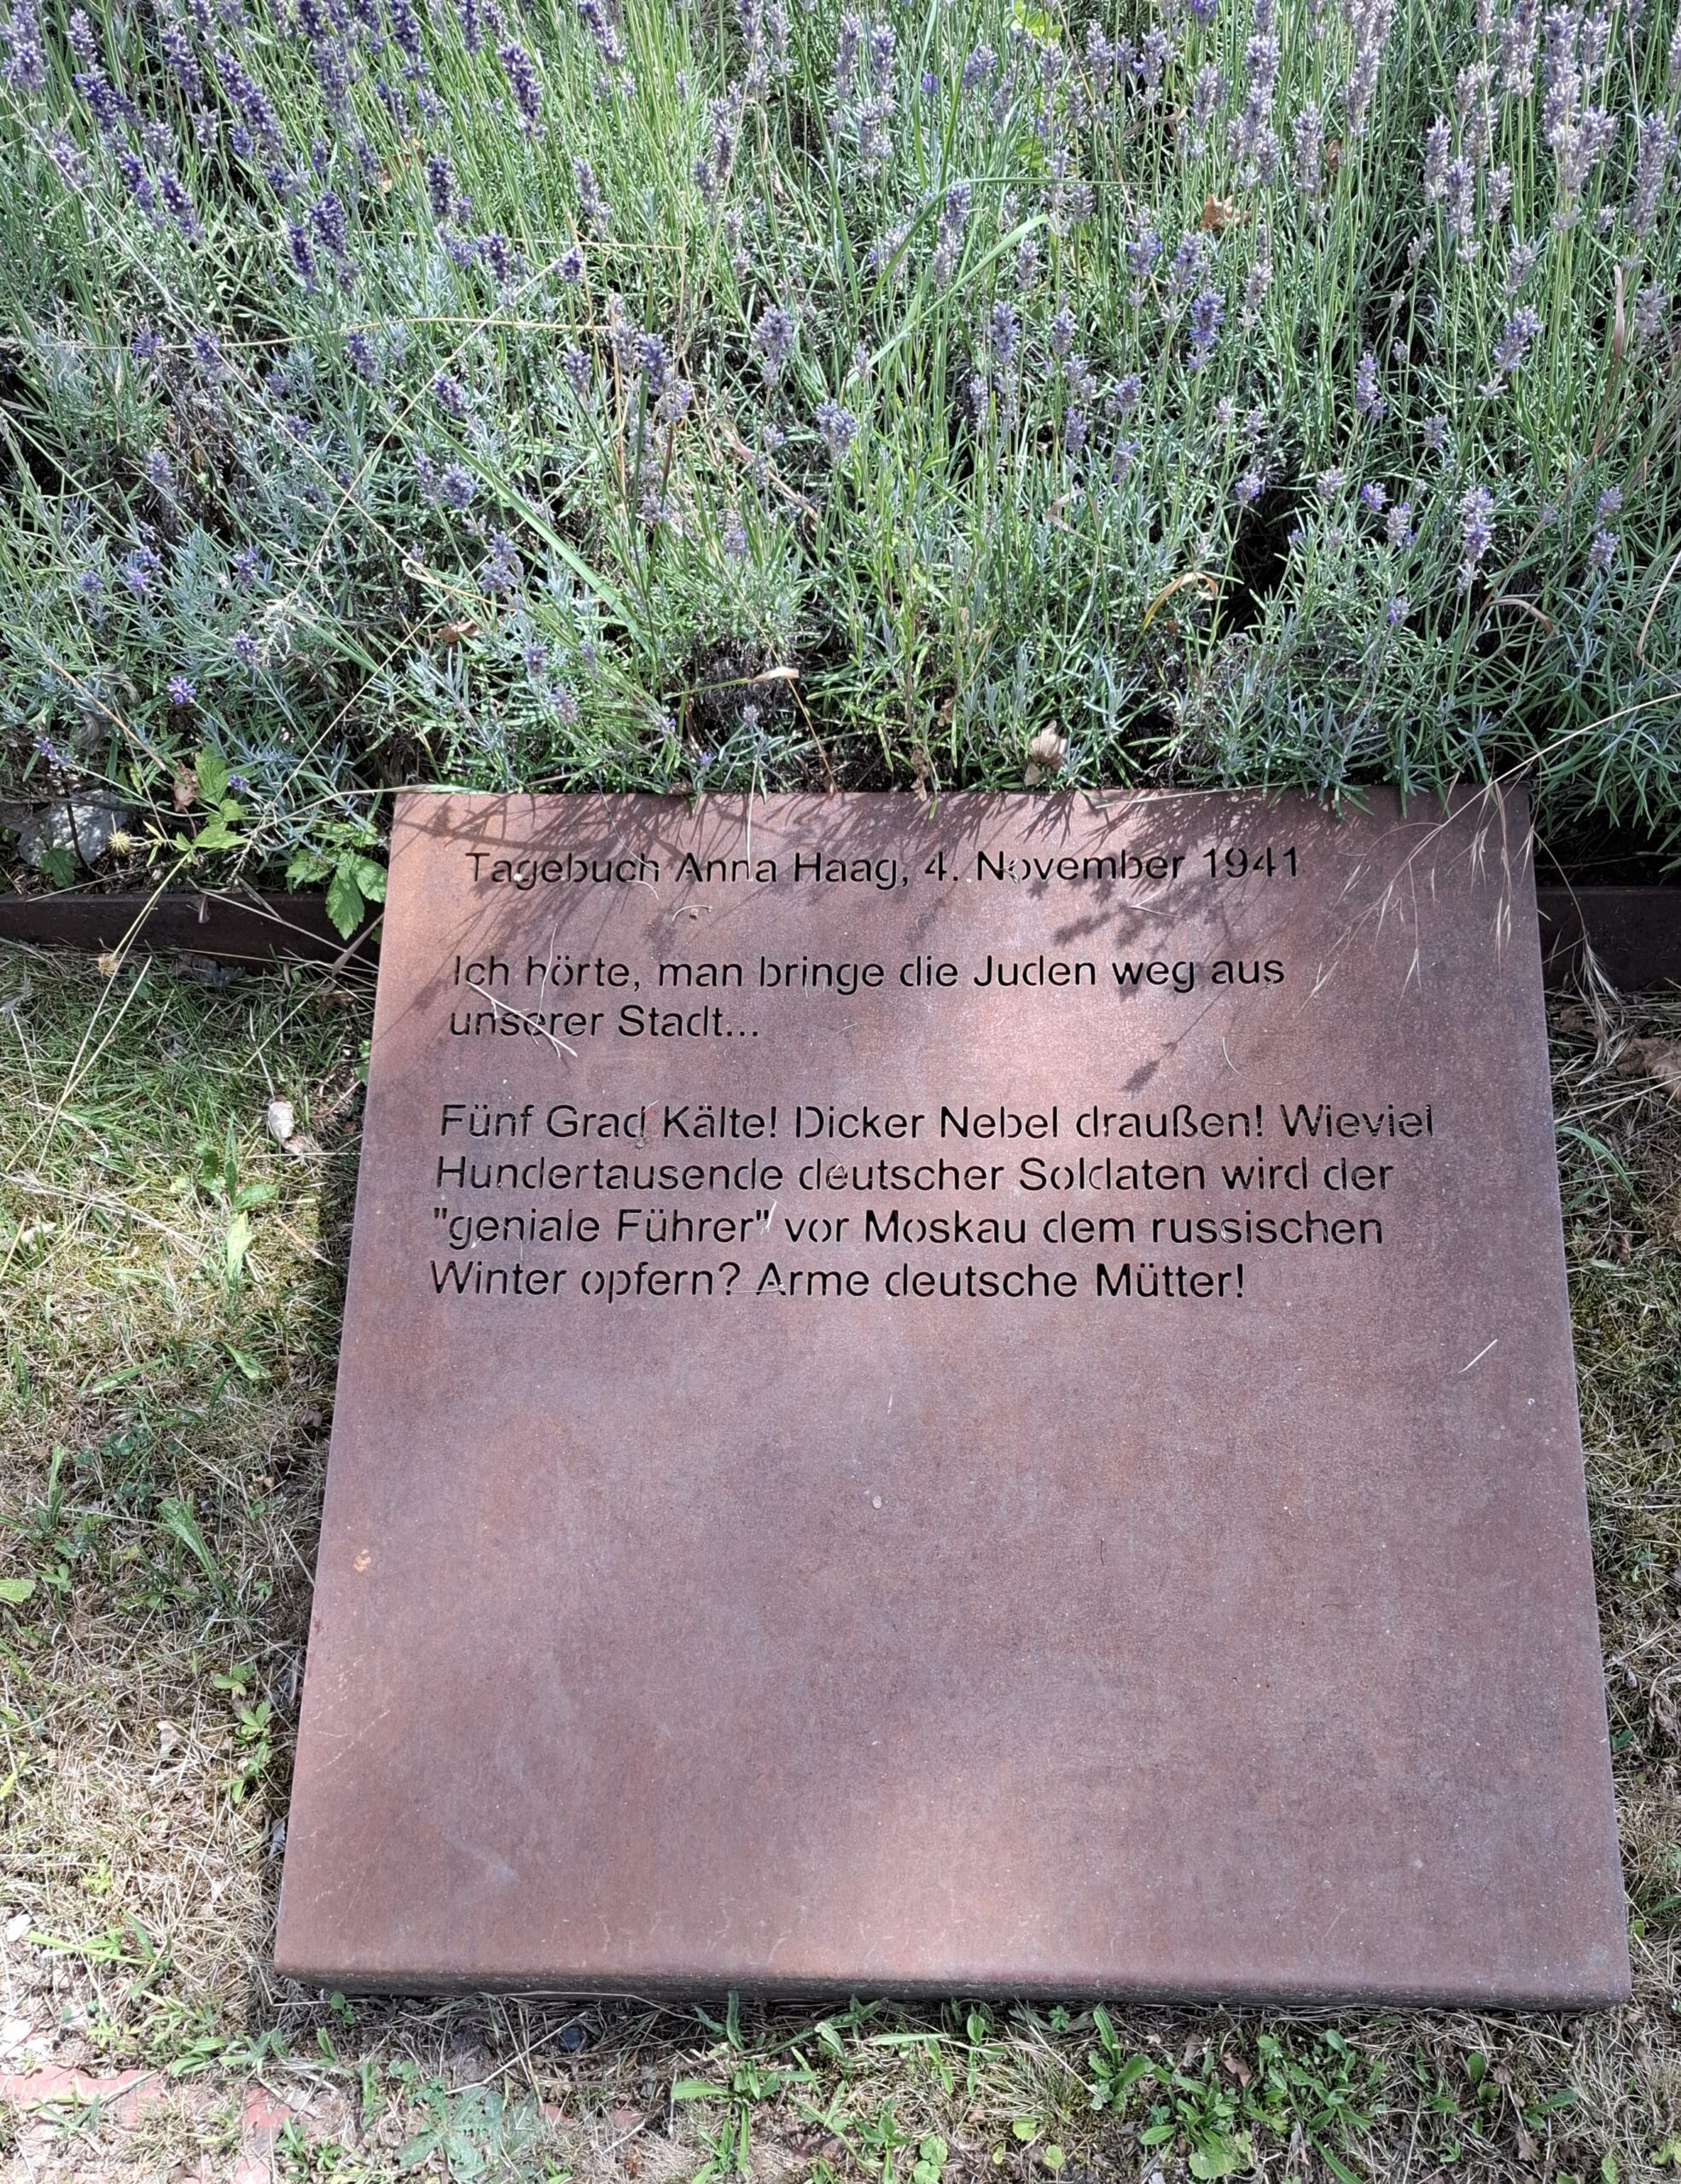 Tagebuch Anna Haag, 4. November 1941
Ich hörte, man bringe die Juden weg aus
unserer Stadt...
Fünf Grad Kälte! Dicker Nebel draußen! Wieviel
Hundertausende deutscher Soldaten wird der
"geniale Führer" vor Moskau dem russischen
Winter opfern? Arme deutsche Mütter!